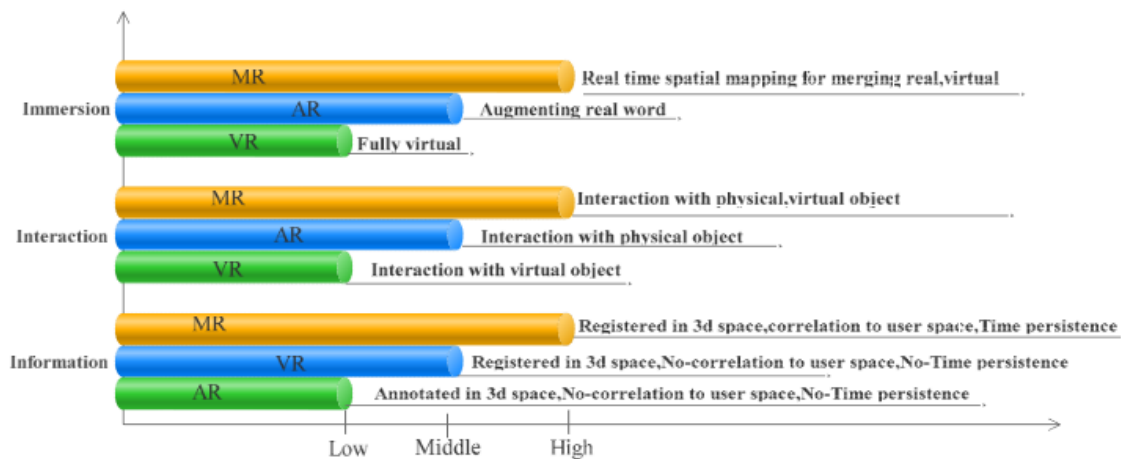 MR
Real time spatial mapping for merging real,virtual
Immersion
AR
Augmenting real word
VR
Fully virtual
MR
Interaction with physical,virtual object
Interaction
AR
Interaction with physical object
VR
Interaction with virtual object
MR
Registered in 3d space,correlation to user space,Time persistence
Information
VR
Registered in 3d space,No-correlation to user space,No-Time persistence
AR
Annotated in 3d space,No-correlation to user space,No-Time persistence
Low
Middle
High